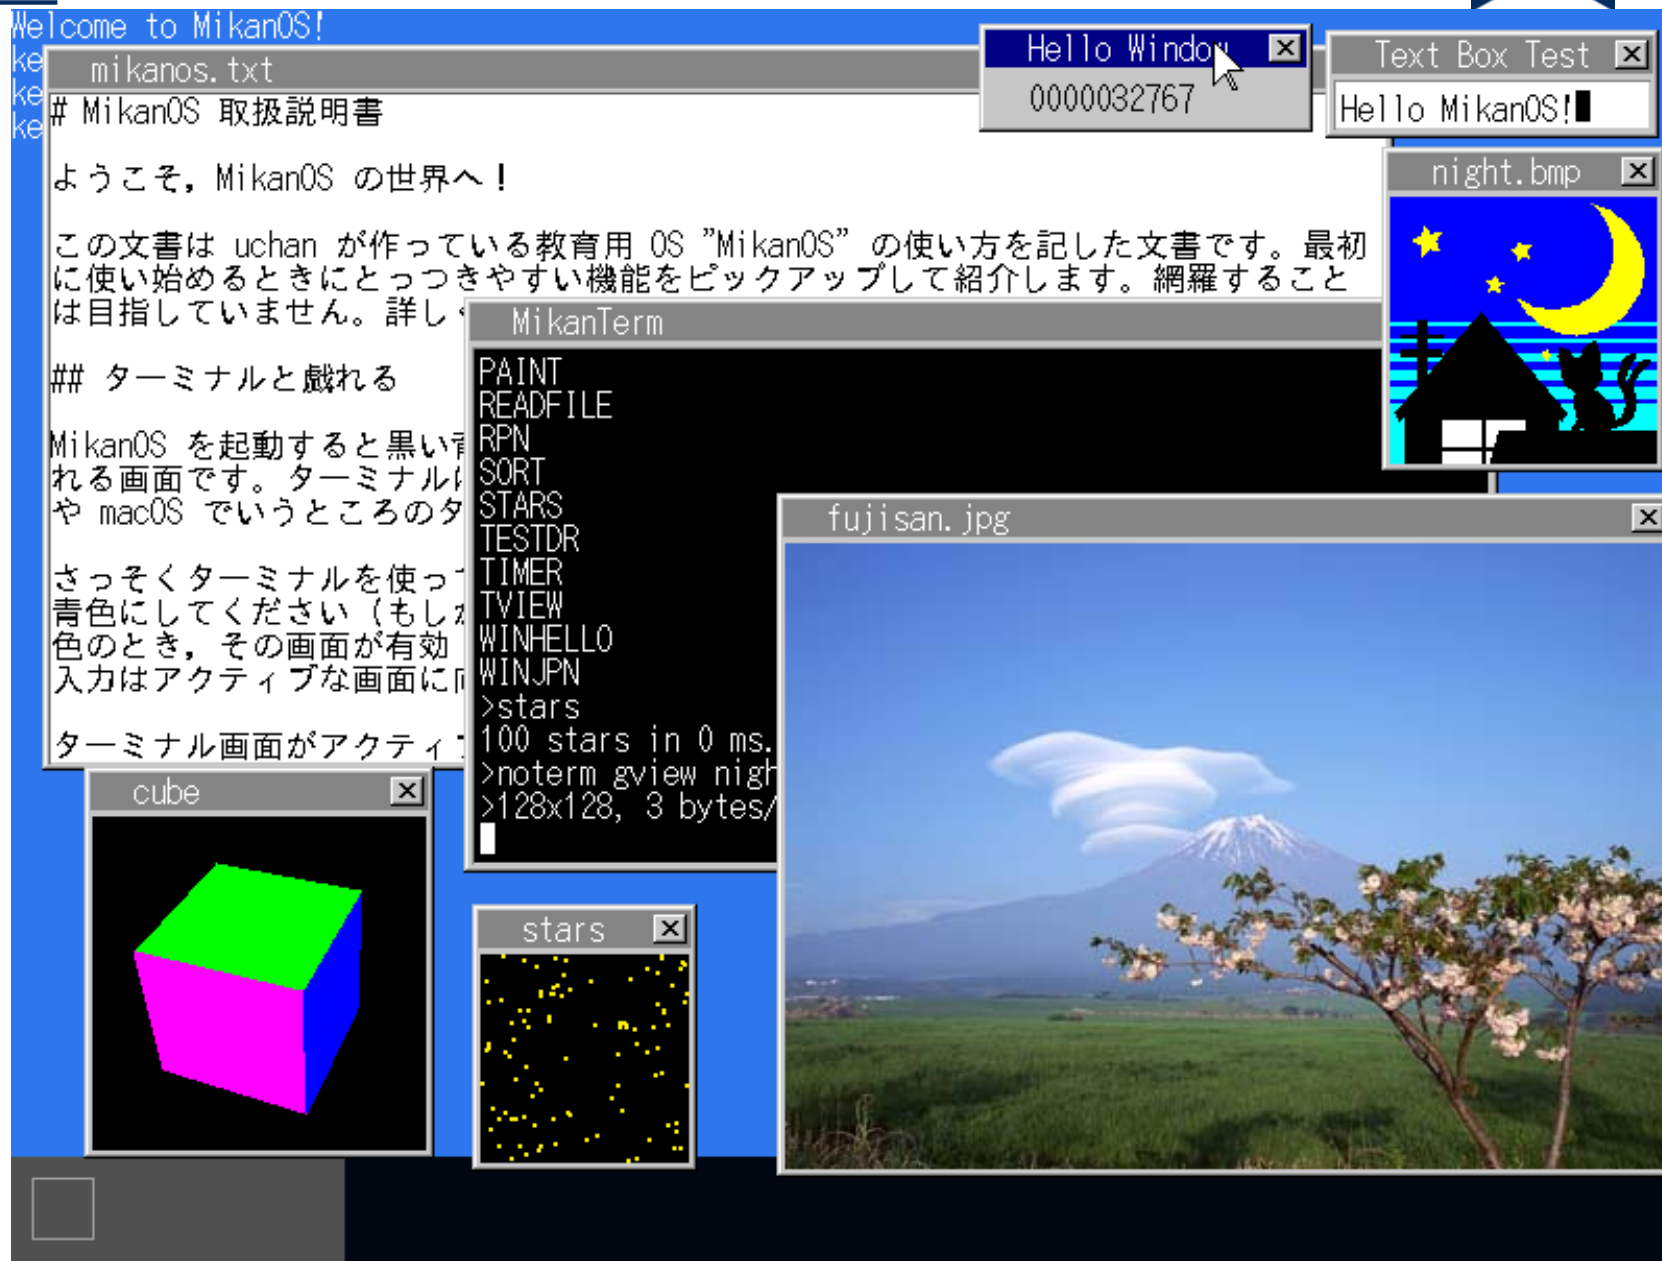 Welcome to MikanOS!
ke
ke
ke
mikanos.txt
# MikanOS 取扱説明書
ようこそ, MikanOS の世界へ!
この文書は uchan が作っている教育用 OS ”MikanOS” の使い方を記した文書です。最初
に使い始めるときにとっつきやすい機能をピックアップして紹介します。網羅すること
は目指していません。詳し
## ターミナルと戯れる
MikanOS を起動すると黒い
れる画面です。ターミナル
や macOS でいうところのタ
さっそくターミナルを使っ
青色にしてください（もし
色のとき, その画面が有効
入力はアクティブな画面に
ターミナル画面がアクティ
Hello Window
0000032767
Text Box Test
Hello MikanOS!
night.bmp
MikanTerm
PAINT
READFILE
RPN
SORT
STARS
TESTDR
TIMER
TVIEW
WINHELLO
WINJPN
>stars
100 stars in 0 ms.
>noterm gview nigh
>128x128, 3 bytes/
fujisan.jpg
cube
stars